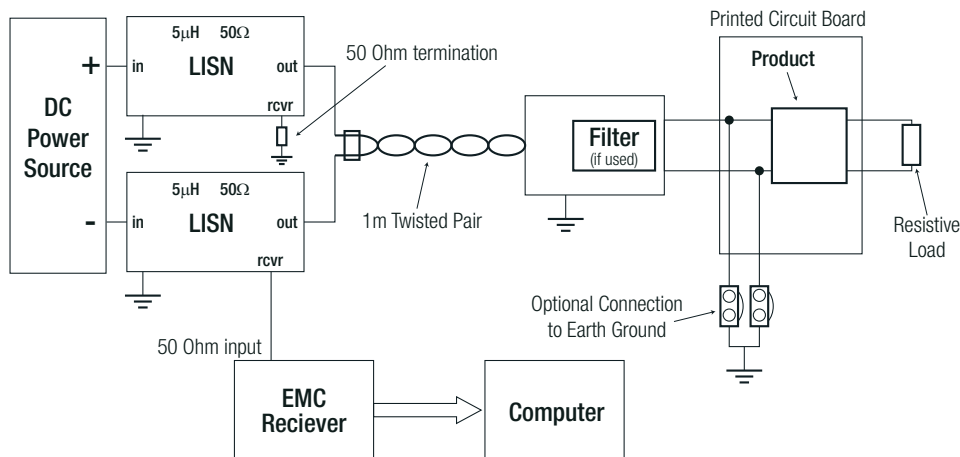 Printed Circuit Board
5μH 50Ω
LISN
in
out
rcvr
+
50 Ohm termination
Product
DC
Power
Source
Filter
(if used)
1m Twisted Pair
5μH 50Ω
LISN
in
out
rcvr
-
Resistive
Load
Optional Connection
to Earth Ground
50 Ohm input
EMC
Reciever
Computer